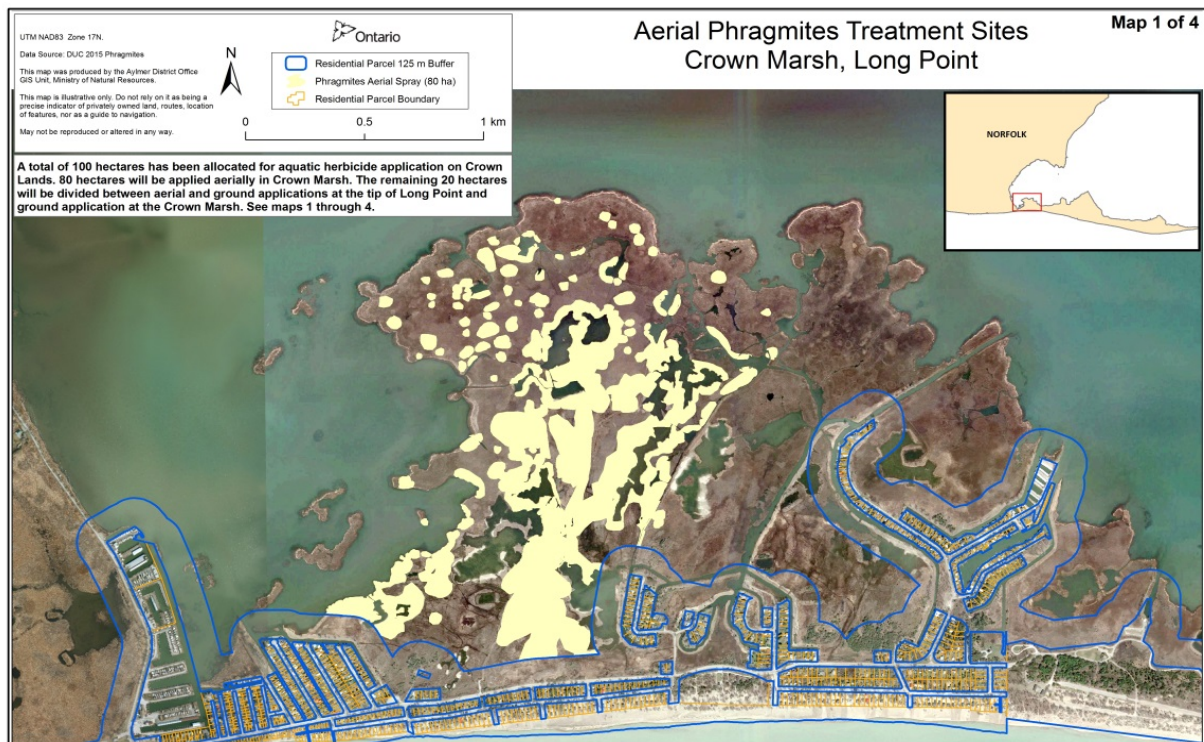 Aerial Phragmites Treatment Sites
Crown Marsh, Long Point
Map 1 of 4
UTM NAD83 Zone 17N.
Data Source: DUC 2015 Phragmites
This map was produced by the Aylmer District Office
GIS Unit, Ministry of Natural Resources.
This map is illustrative only. Do not rely on it as being a
precise indicator of privately owned land, routes, location
of features, nor as a guide to navigation.
May not be reproduced or altered in any way.
N
Ontario
Residential Parcel 125 m Buffer
Phragmites Aerial Spray (80 ha)
Residential Parcel Boundary
0 0.5 1 km
A total of 100 hectares has been allocated for aquatic herbicide application on Crown
Lands. 80 hectares will be applied aerially in Crown Marsh. The remaining 20 hectares
will be divided between aerial and ground applications at the tip of Long Point and
ground application at the Crown Marsh. See maps 1 through 4.
NORFOLK